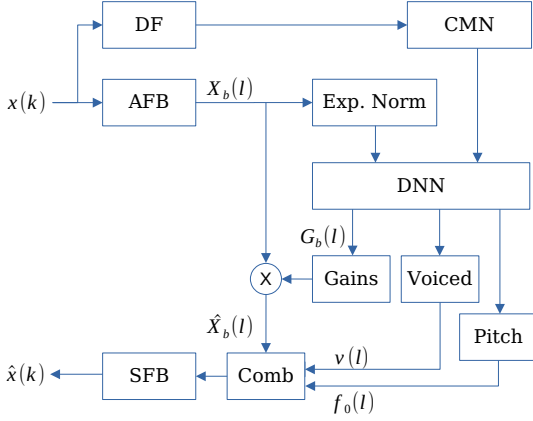 DF
CMN
x(k)
AFB
X_b(l)
Exp. Norm
DNN
G_b(l)
X
Gains
Voiced
X̂_b(l)
Pitch
x̂(k)
SFB
Comb
v(l)
f_0(l)